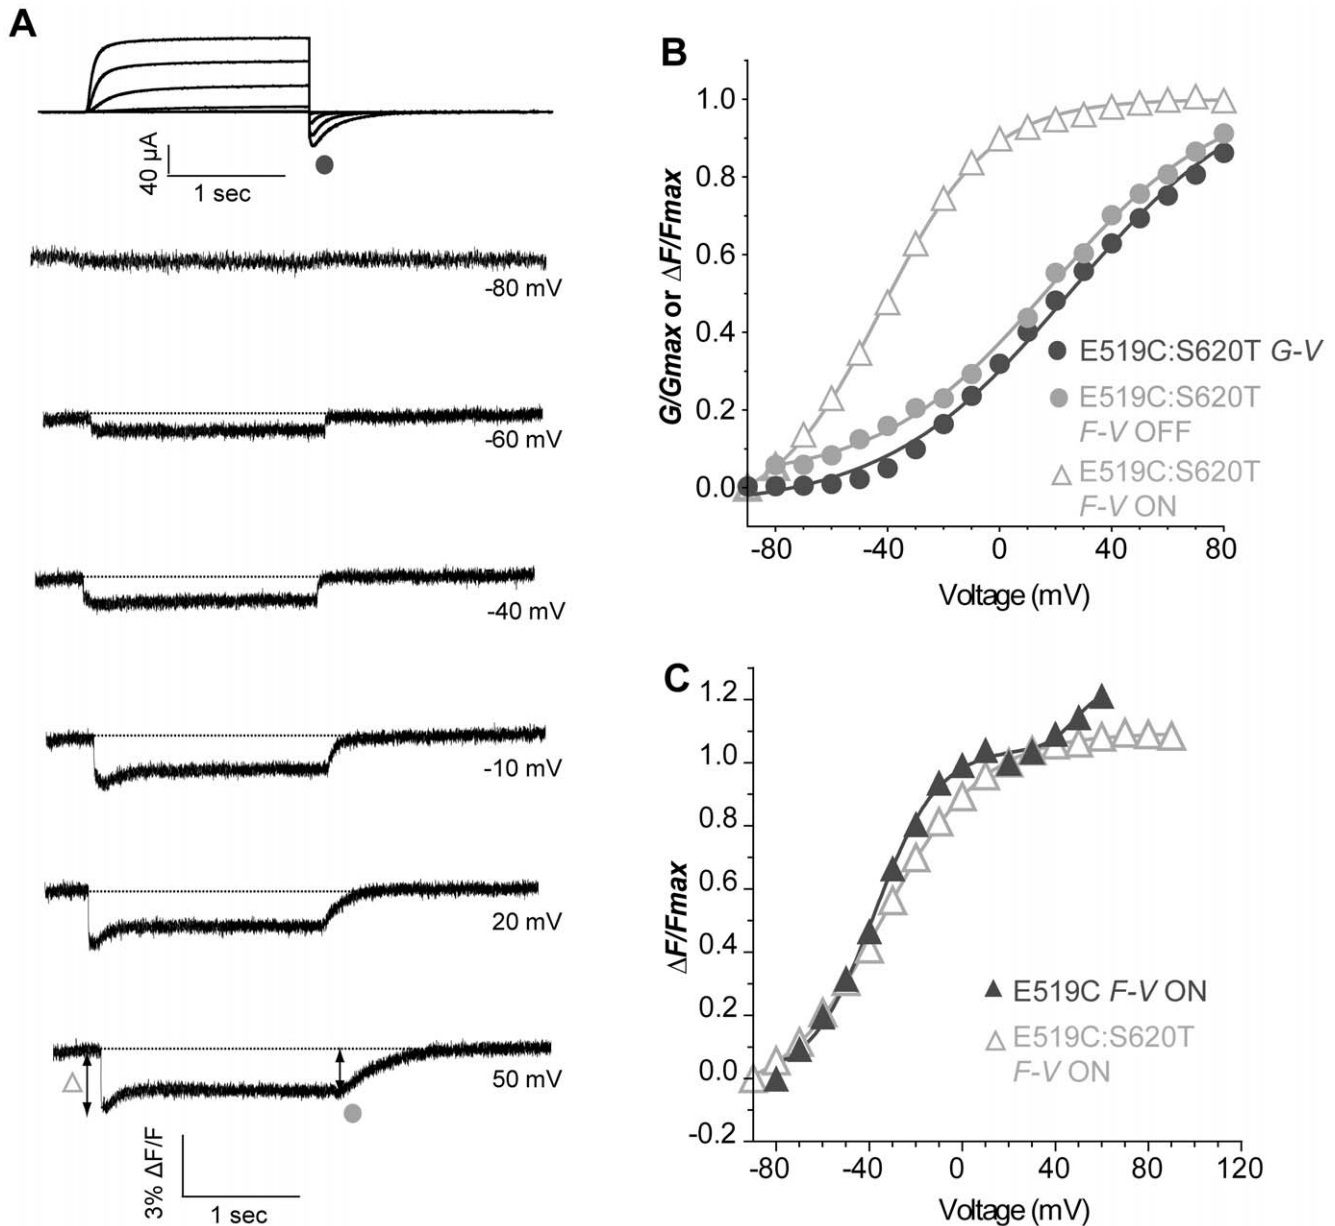 A
40 µA
1 sec
-80 mV
-60 mV
-40 mV
-10 mV
20 mV
50 mV
3% ΔF/F
1 sec
B
G/Gmax or ΔF/Fmax
1.0
0.8
0.6
0.4
0.2
0.0
-80
-40
0
40
80
Voltage (mV)
E519C:S620T G-V
E519C:S620T
F-V OFF
E519C:S620T
F-V ON
C
ΔF/Fmax
1.2
1.0
0.8
0.6
0.4
0.2
0.0
-0.2
-80
-40
0
40
80
120
Voltage (mV)
E519C F-V ON
E519C:S620T
F-V ON